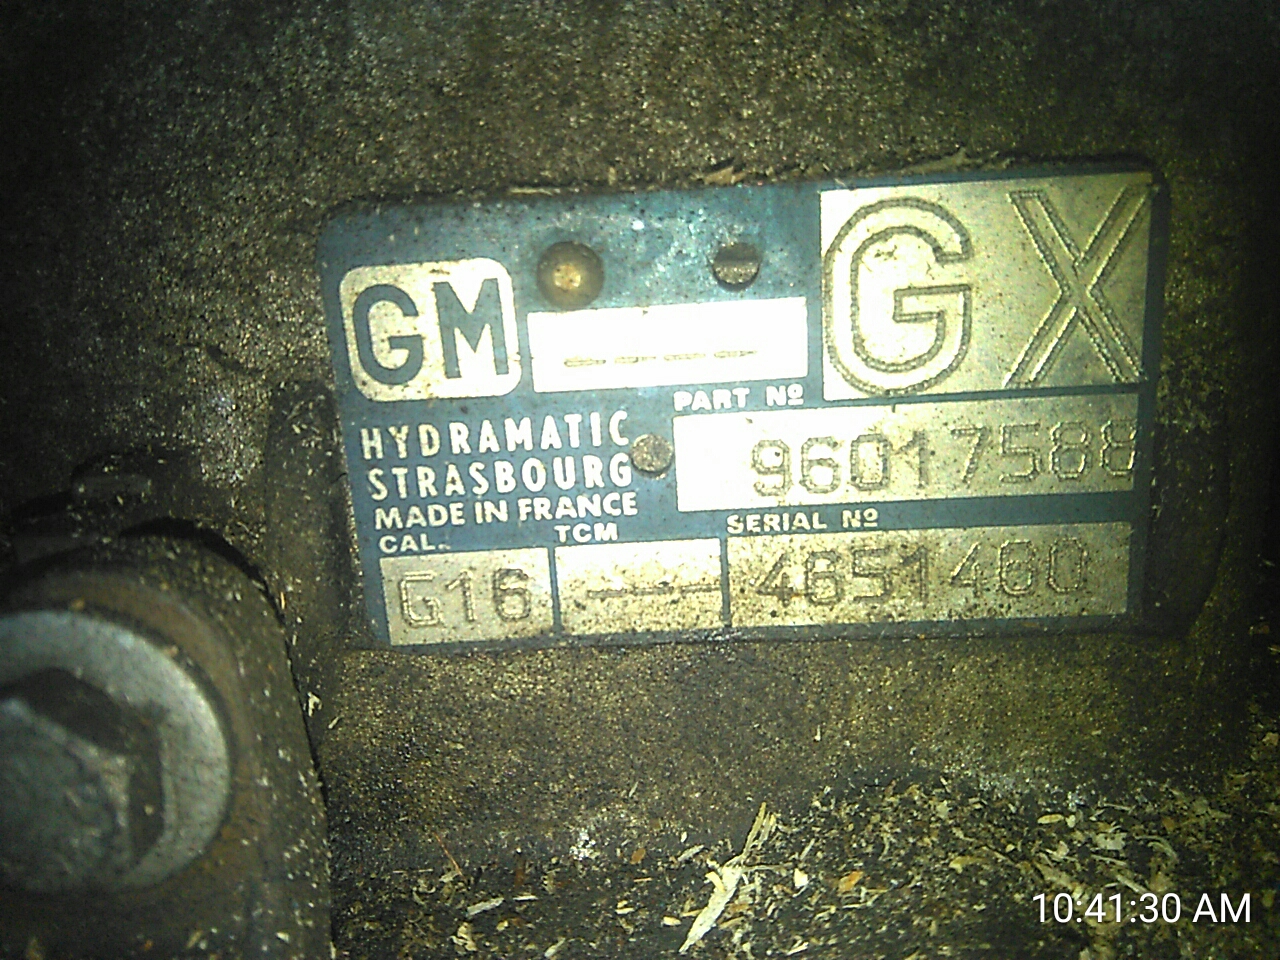 GM
GX
----
PART Nº
96017588
HYDRAMATIC
STRASBOURG
MADE IN FRANCE
CAL. TCM SERIAL Nº
G16 --- 4651460
10:41:30 AM